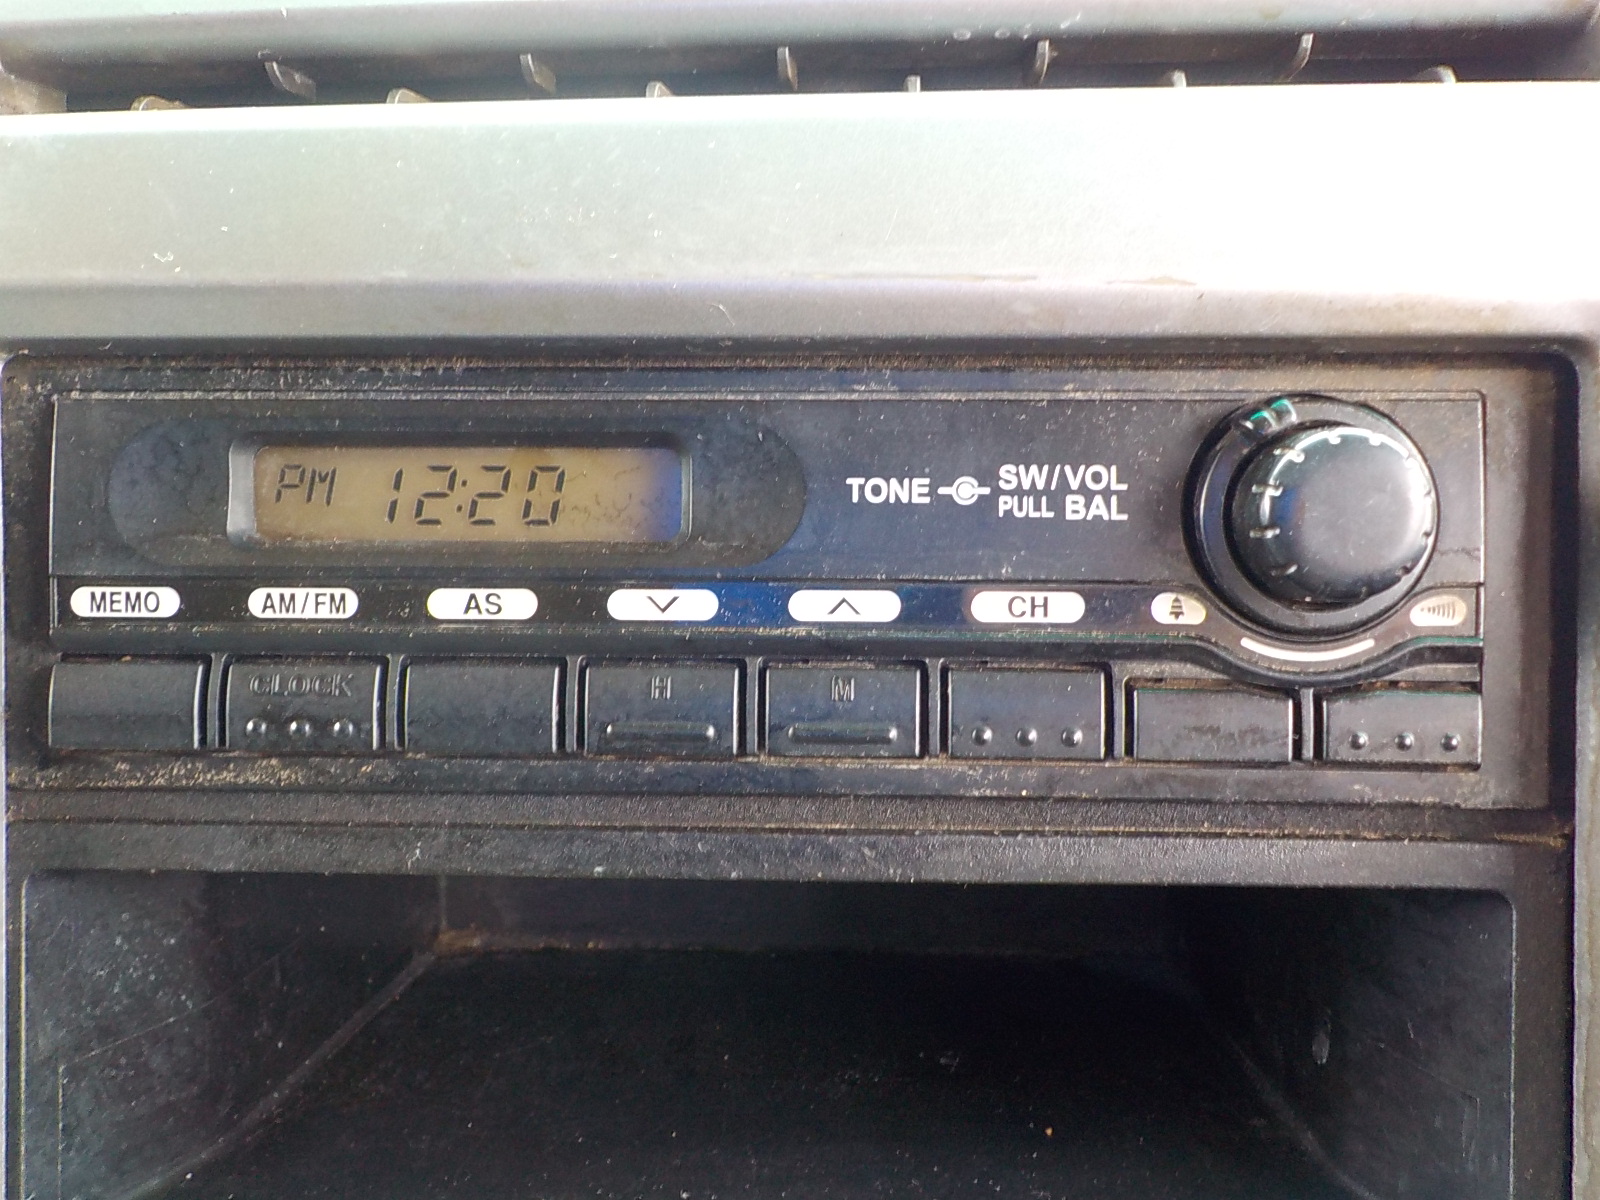 PM 12:20
TONE SW/VOL
PULL BAL
MEMO AM/FM AS CH
CLOCK H M